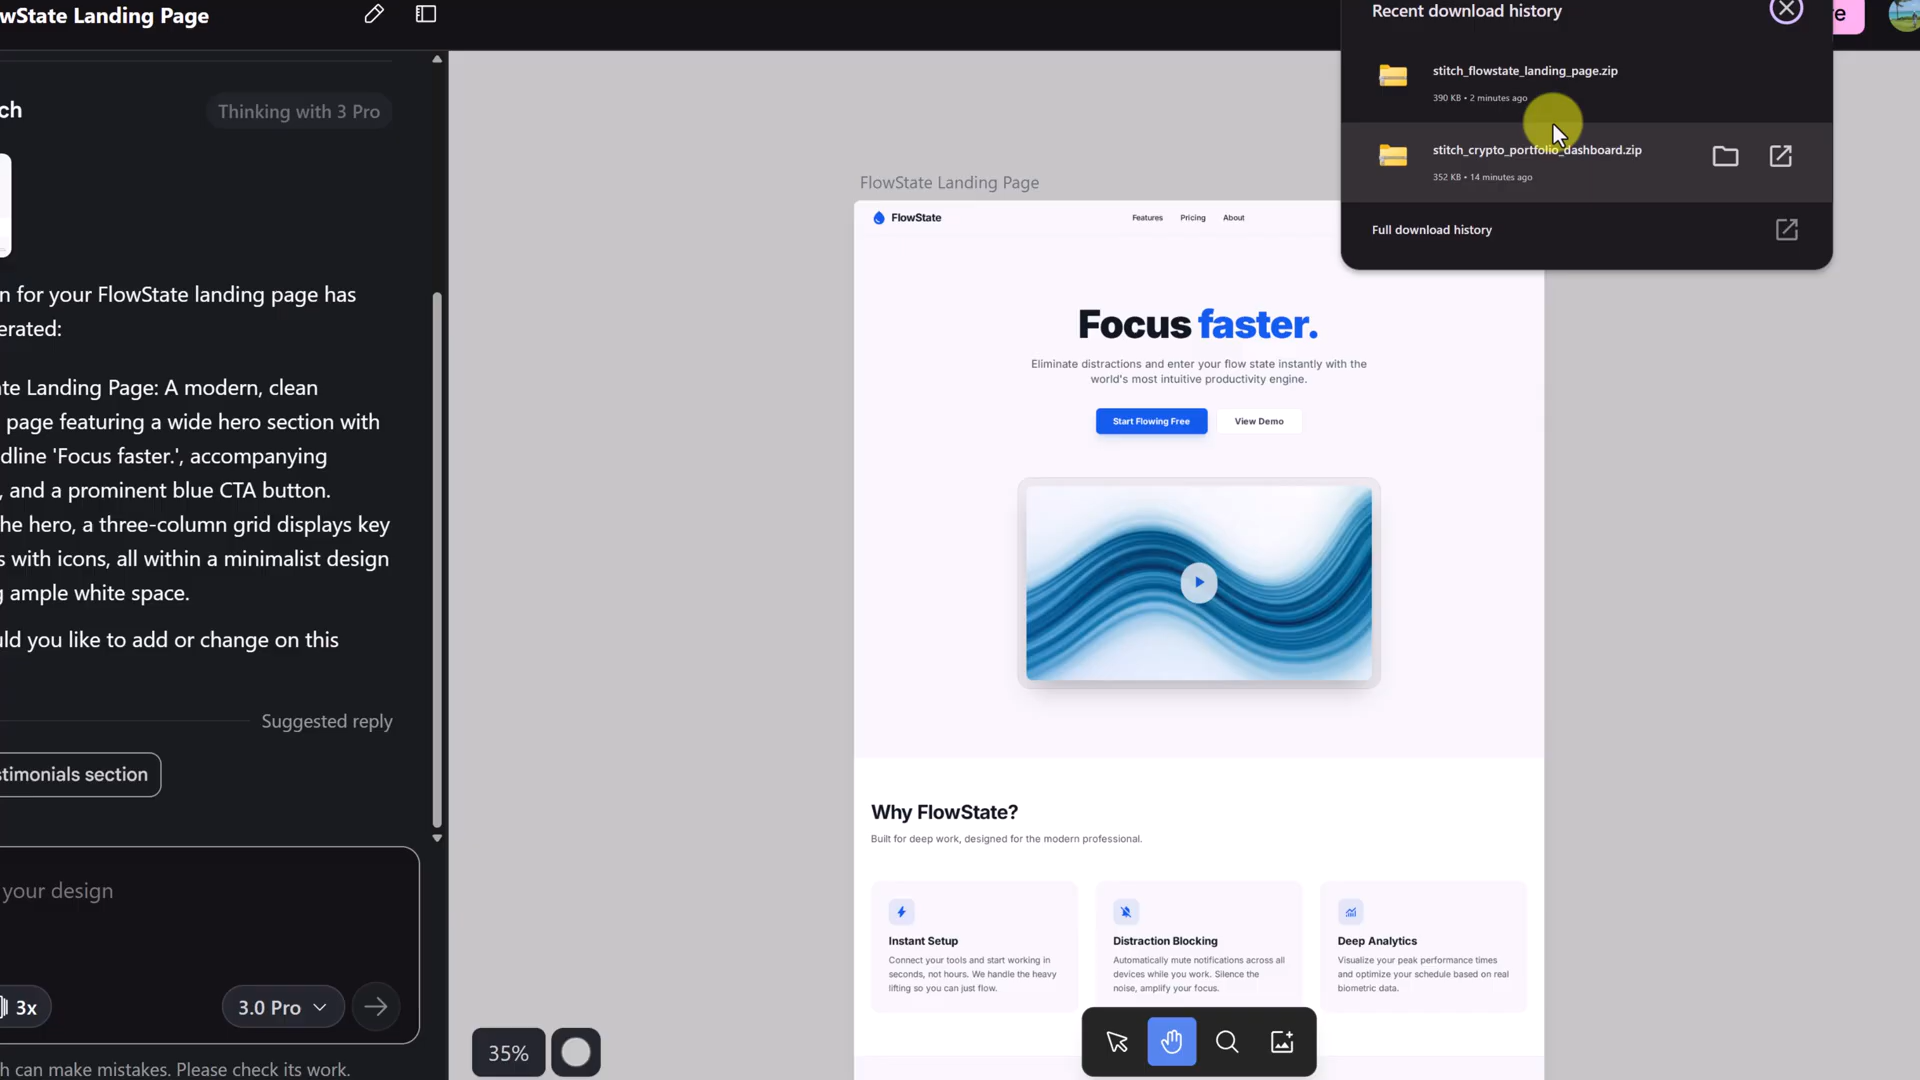 wState Landing Page
ch
Thinking with 3 Pro
n for your FlowState landing page has
erated:
te Landing Page: A modern, clean
page featuring a wide hero section with
dline 'Focus faster.', accompanying
, and a prominent blue CTA button.
he hero, a three-column grid displays key
s with icons, all within a minimalist design
g ample white space.
uld you like to add or change on this
Suggested reply
stimonials section
your design
3x
3.0 Pro
h can make mistakes. Please check its work.
Recent download history
e
stitch_flowstate_landing_page.zip
390 KB • 2 minutes ago
stitch_crypto_portfolio_dashboard.zip
352 KB • 14 minutes ago
Full download history
FlowState Landing Page
FlowState
Features Pricing About
Focus faster.
Eliminate distractions and enter your flow state instantly with the
world's most intuitive productivity engine.
Start Flowing Free
View Demo
Why FlowState?
Built for deep work, designed for the modern professional.
Instant Setup
Connect your tools and start working in
seconds, not hours. We handle the heavy
lifting so you can just flow.
Distraction Blocking
Automatically mute notifications across all
devices while you work. Silence the
noise, amplify your focus.
Deep Analytics
Visualize your peak performance times
and optimize your schedule based on real
biometric data.
35%